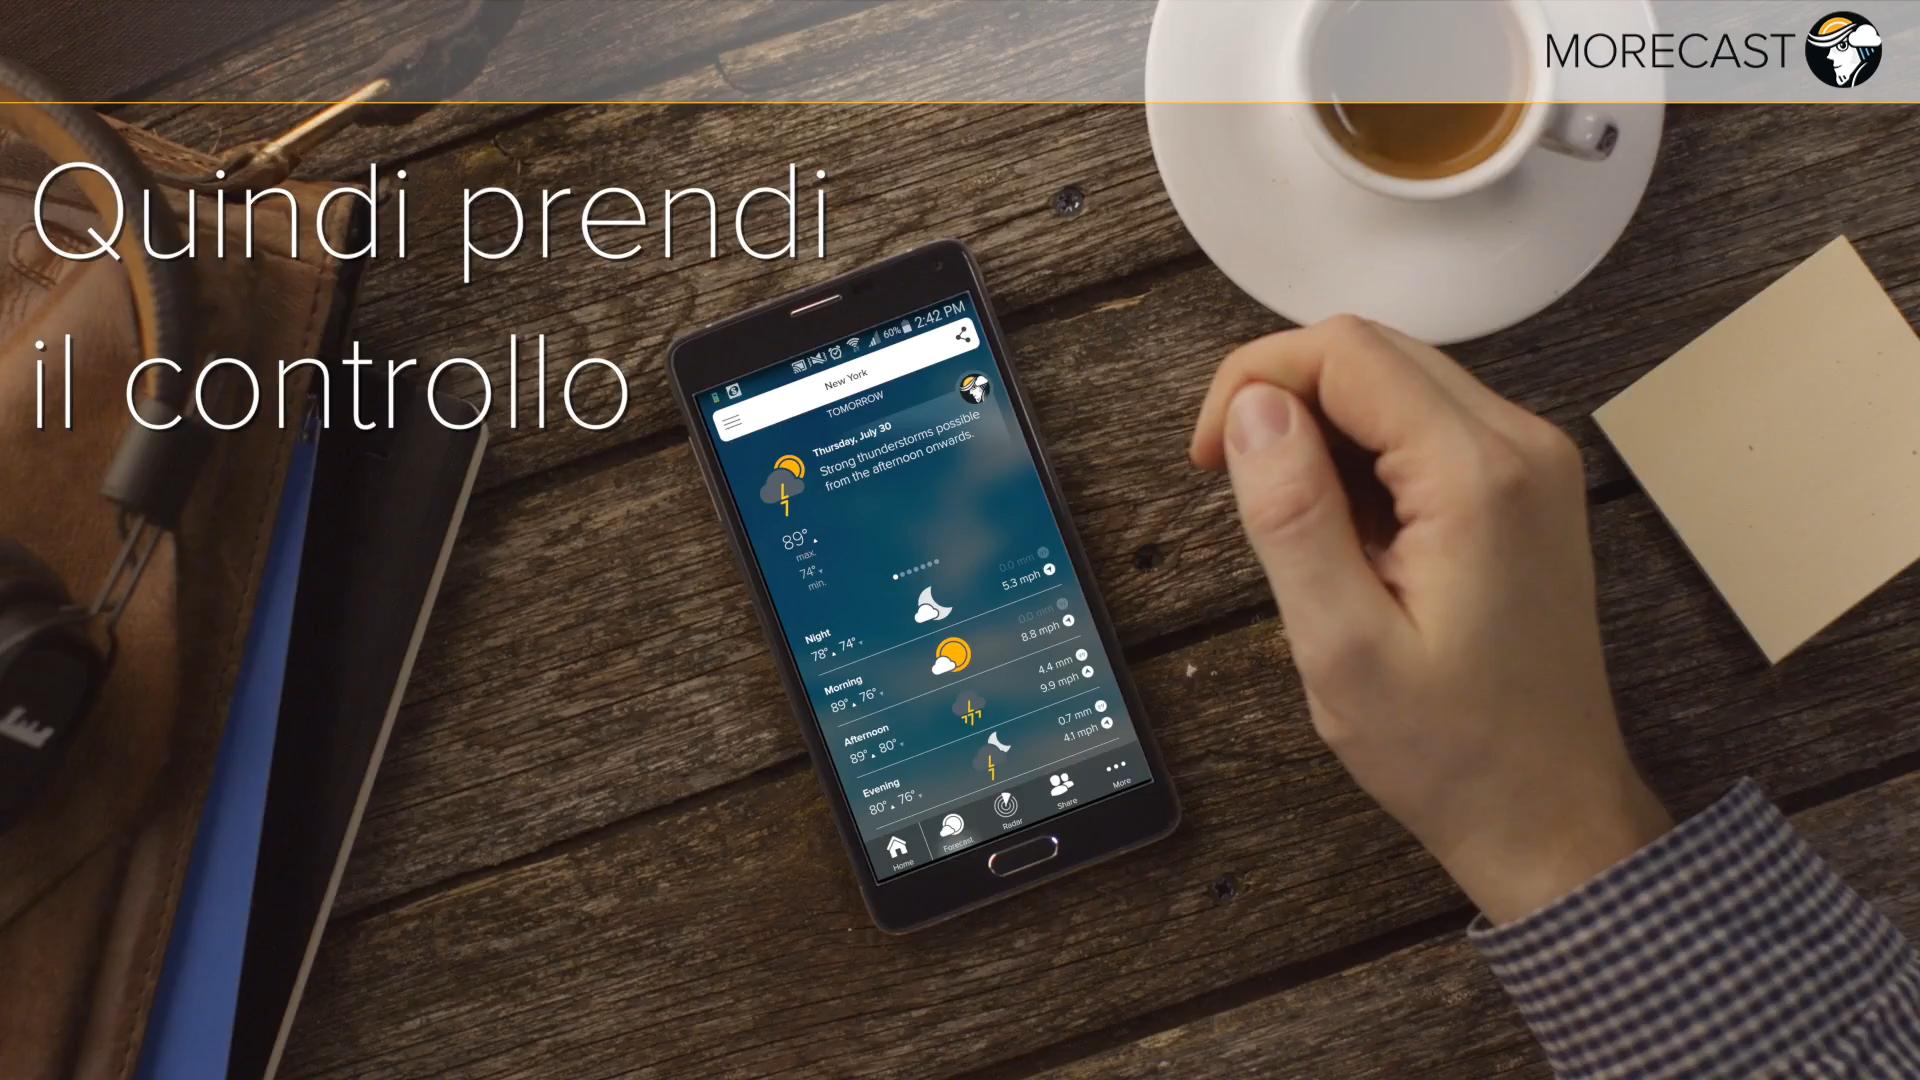 MORECAST
Quindi prendi
il controllo
60% 2:42 PM
New York
TOMORROW
Thursday, July 30
Strong thunderstorms possible
from the afternoon onwards.
89°
max.
74°
min.
0.0 mm
5.3 mph
Night
78° 74°
0.0 mm
8.8 mph
Morning
89° 76°
4.4 mm
9.9 mph
Afternoon
89° 80°
0.7 mm
4.1 mph
Evening
80° 76°
Home
Forecast
Radar
Share
More